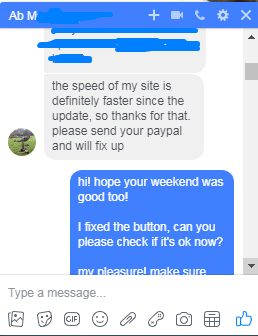 Ab M
the speed of my site is
definitely faster since the
update, so thanks for that.
please send your paypal
and will fix up
hi! hope your weekend was
good too!
I fixed the button, can you
please check if it's ok now?
my pleasure! make sure
Type a message...
GIF